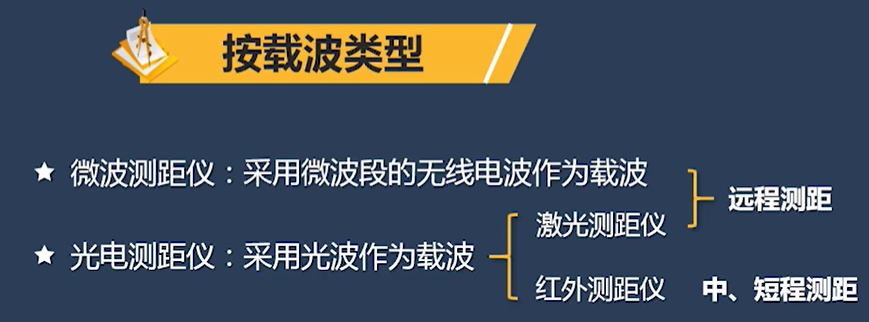 按载波类型
★ 微波测距仪：采用微波段的无线电波作为载波
远程测距
激光测距仪
★ 光电测距仪：采用光波作为载波
红外测距仪 中、短程测距